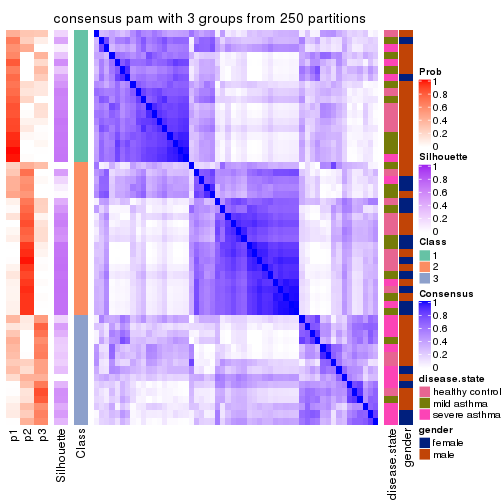 consensus pam with 3 groups from 250 partitions
Prob
1
0.8
0.6
0.4
0.2
0
Silhouette
1
0.8
0.6
0.4
0.2
0
Class
1
2
3
Consensus
1
0.8
0.6
0.4
0.2
0
disease.state
healthy control
mild asthma
severe asthma
gender
female
male
p1
p2
p3
Silhouette
Class
disease.state
gender